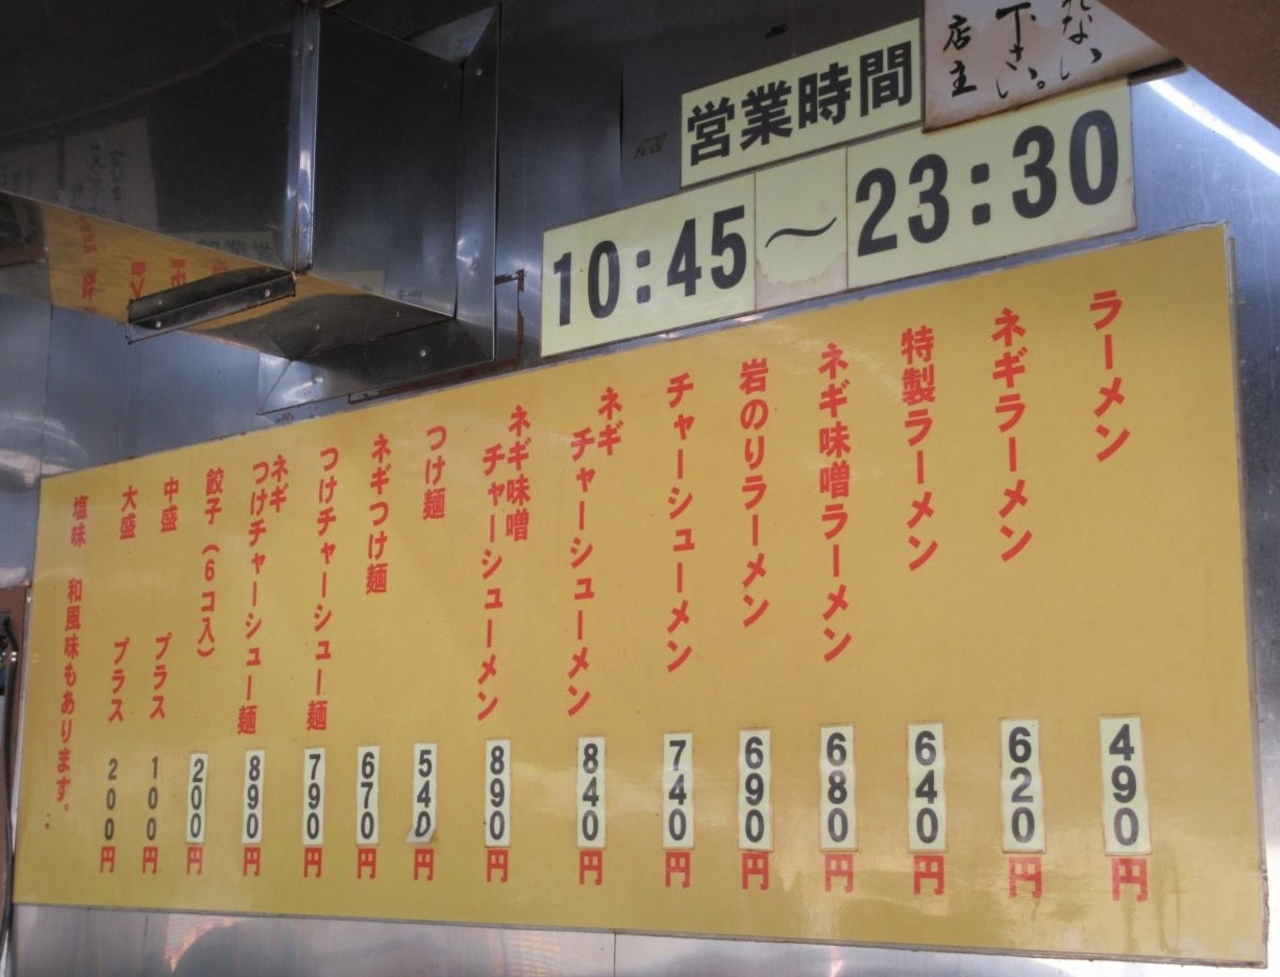 れない
下さい。
店主
営業時間
10:45～23:30
ラーメン 490円
ネギラーメン 620円
特製ラーメン 640円
ネギ味噌ラーメン 680円
岩のりラーメン 690円
チャーシューメン 740円
ネギチャーシューメン 840円
ネギ味噌チャーシューメン 890円
つけ麺 540円
ネギつけ麺 670円
つけチャーシュー麺 790円
ネギつけチャーシュー麺 890円
餃子（6コ入） 200円
中盛 プラス 100円
大盛 プラス 200円
塩味 和風味もあります。